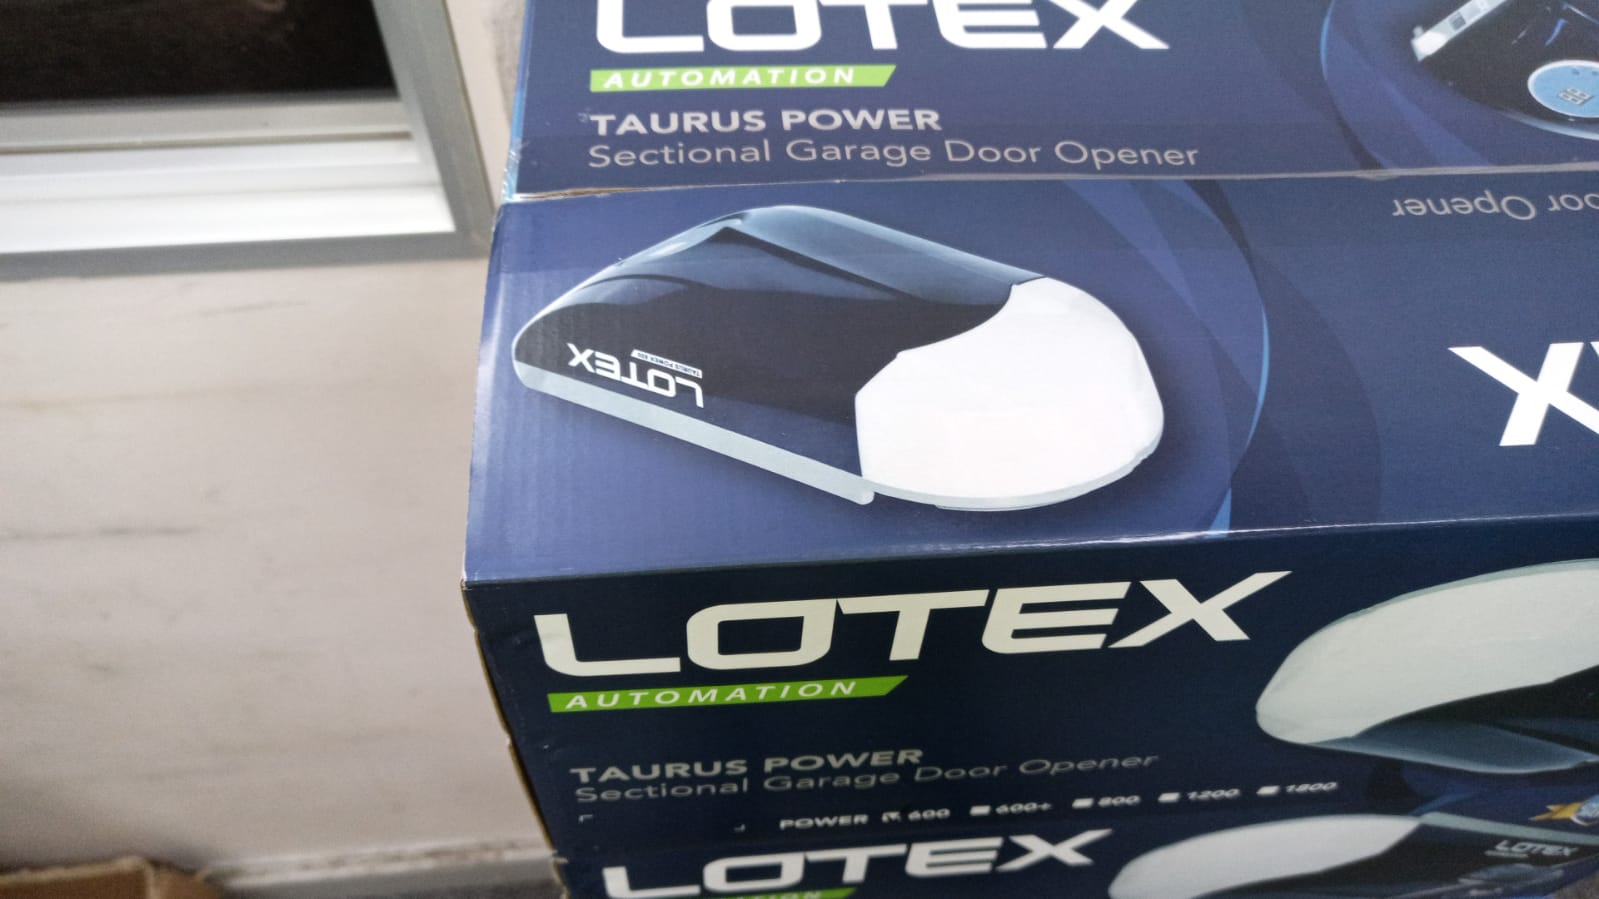 LOTEX
AUTOMATION
TAURUS POWER
Sectional Garage Door Opener
oor Opener
LOTEX
X
LOTEX
AUTOMATION
TAURUS POWER
Sectional Garage Door Opener
POWER 600 600+ 800 1200 1800
LOTEX
LOTEX